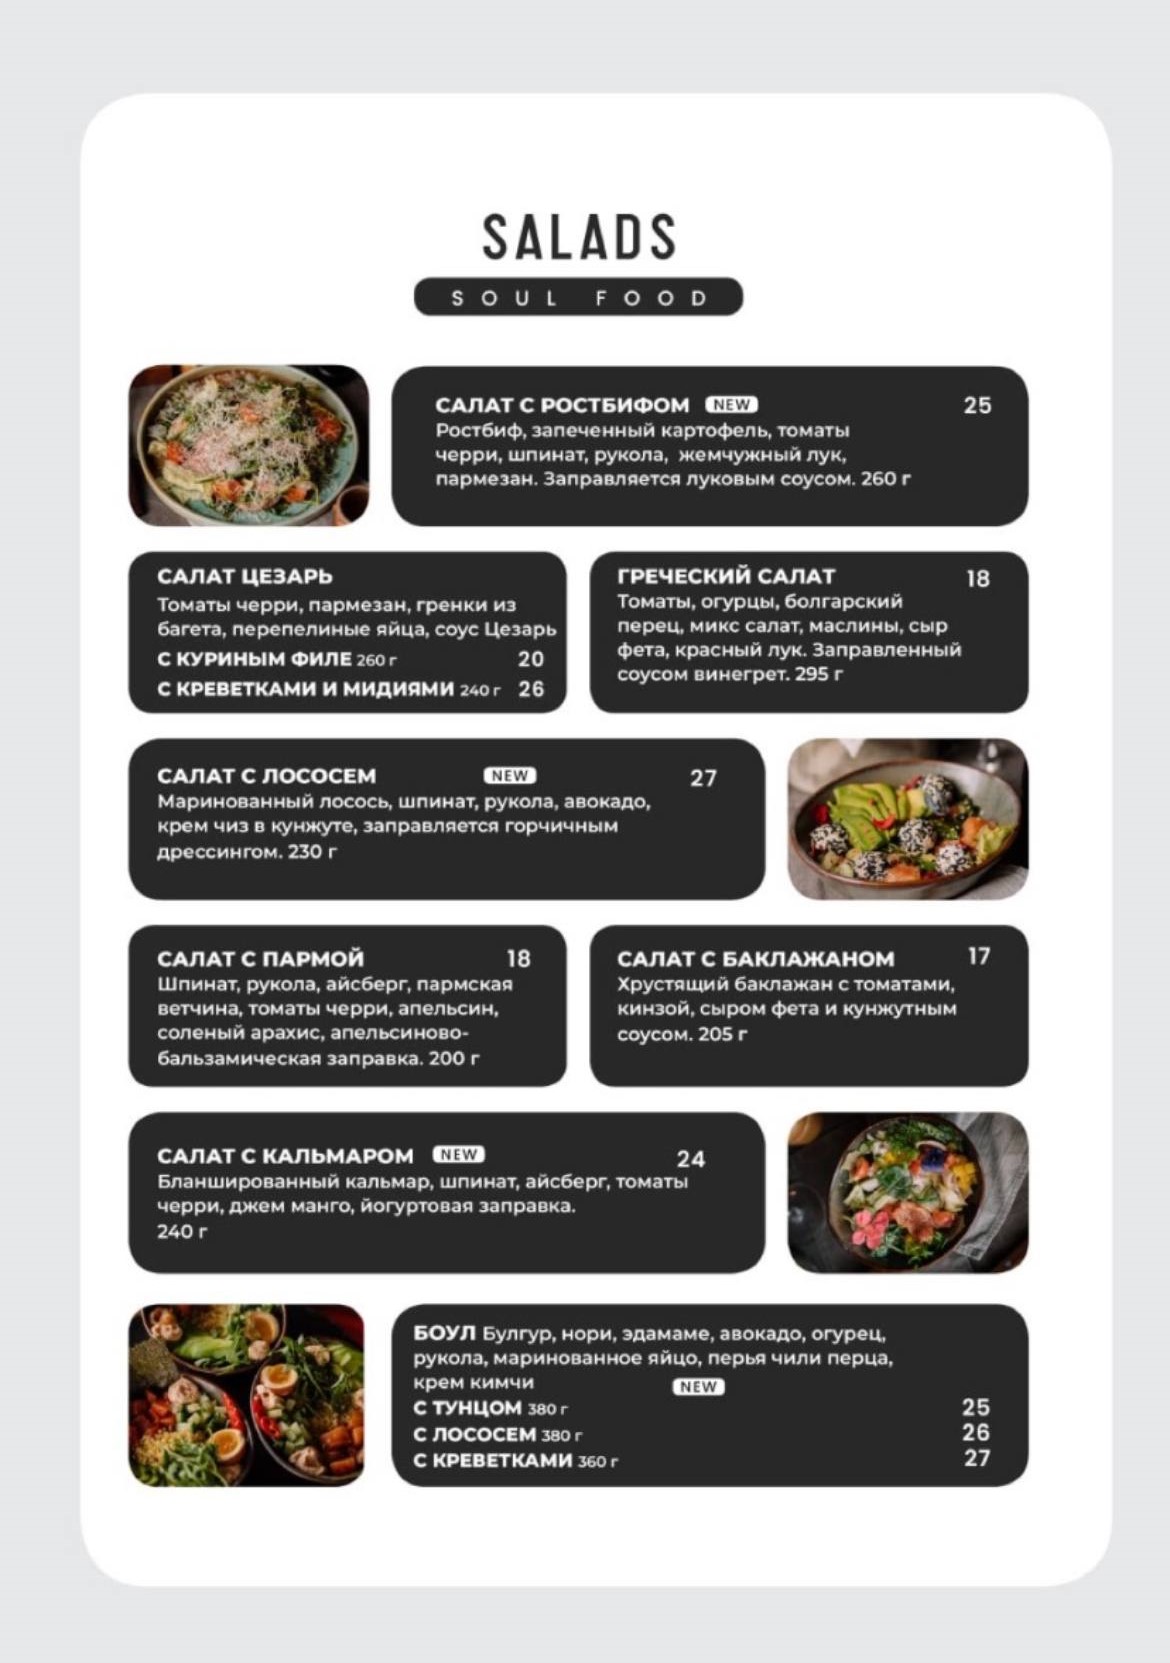 SALADS
SOUL FOOD
САЛАТ С РОСТБИФОМ NEW 25
Ростбиф, запеченный картофель, томаты
черри, шпинат, рукола, жемчужный лук,
пармезан. Заправляется луковым соусом. 260 г
САЛАТ ЦЕЗАРЬ
Томаты черри, пармезан, гренки из
багета, перепелиные яйца, соус Цезарь
С КУРИНЫМ ФИЛЕ 260 г 20
С КРЕВЕТКАМИ И МИДИЯМИ 240 г 26
ГРЕЧЕСКИЙ САЛАТ 18
Томаты, огурцы, болгарский
перец, микс салат, маслины, сыр
фета, красный лук. Заправленный
соусом винегрет. 295 г
САЛАТ С ЛОСОСЕМ NEW 27
Маринованный лосось, шпинат, рукола, авокадо,
крем чиз в кунжуте, заправляется горчичным
дрессингом. 230 г
САЛАТ С ПАРМОЙ 18
Шпинат, рукола, айсберг, пармская
ветчина, томаты черри, апельсин,
соленый арахис, апельсиново-
бальзамическая заправка. 200 г
САЛАТ С БАКЛАЖАНОМ 17
Хрустящий баклажан с томатами,
кинзой, сыром фета и кунжутным
соусом. 205 г
САЛАТ С КАЛЬМАРОМ NEW 24
Бланшированный кальмар, шпинат, айсберг, томаты
черри, джем манго, йогуртовая заправка.
240 г
БОУЛ Булгур, нори, эдамаме, авокадо, огурец,
рукола, маринованное яйцо, перья чили перца,
крем кимчи NEW
С ТУНЦОМ 380 г 25
С ЛОСОСЕМ 380 г 26
С КРЕВЕТКАМИ 360 г 27